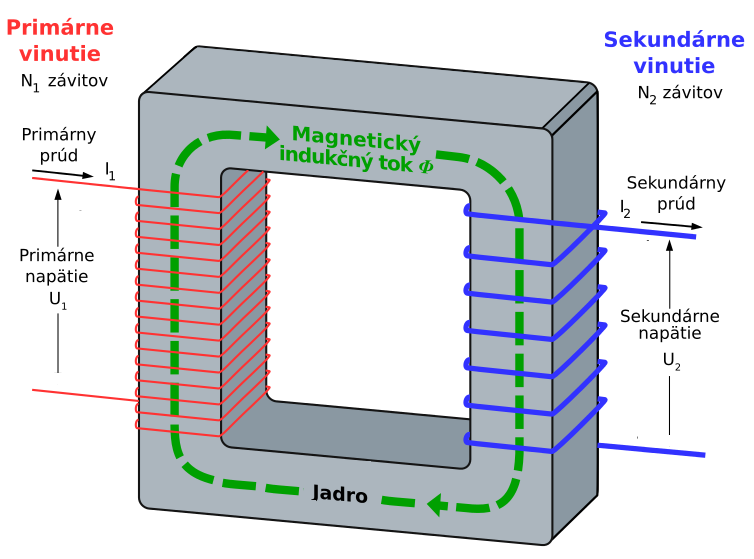 Primárne
vinutie
N1 závitov
Primárny
prúd
I1
Primárne
napätie
U1
Magnetický
indukčný tok Φ
Jadro
Sekundárne
vinutie
N2 závitov
Sekundárny
prúd
I2
Sekundárne
napätie
U2